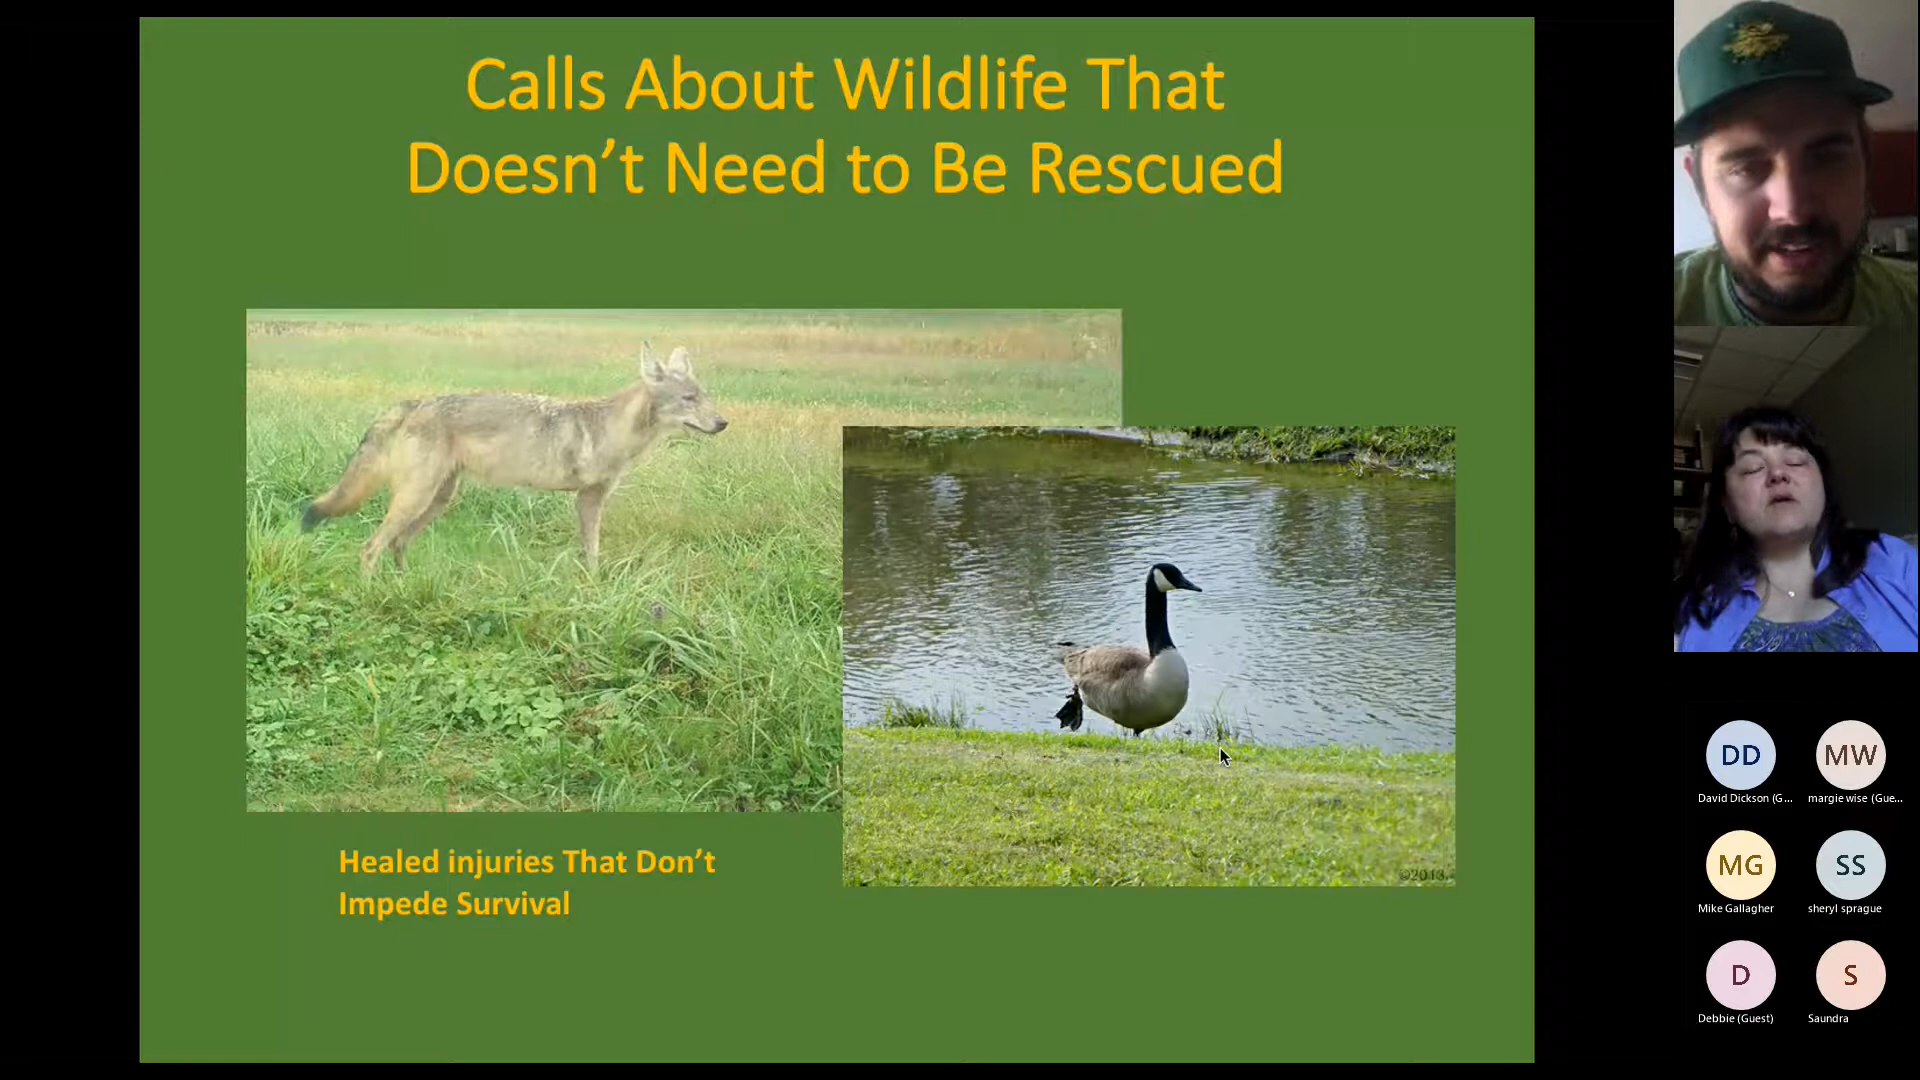 Calls About Wildlife That
Doesn’t Need to Be Rescued
©2013
Healed injuries That Don’t
Impede Survival
DD
MW
David Dickson (G...
margie wise (Gue...
MG
SS
Mike Gallagher
sheryl sprague
D
S
Debbie (Guest)
Saundra